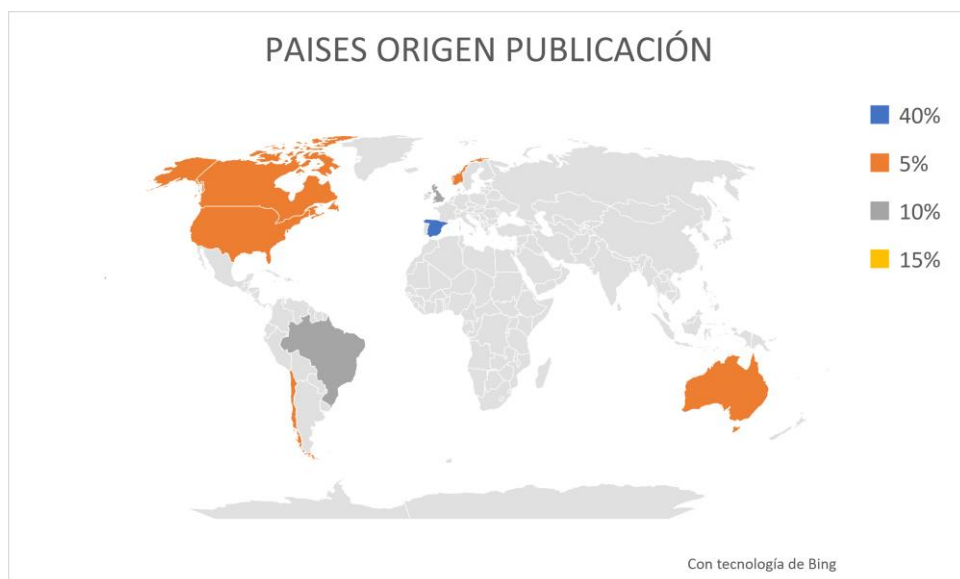 PAISES ORIGEN PUBLICACIÓN
40%
5%
10%
15%
Con tecnología de Bing